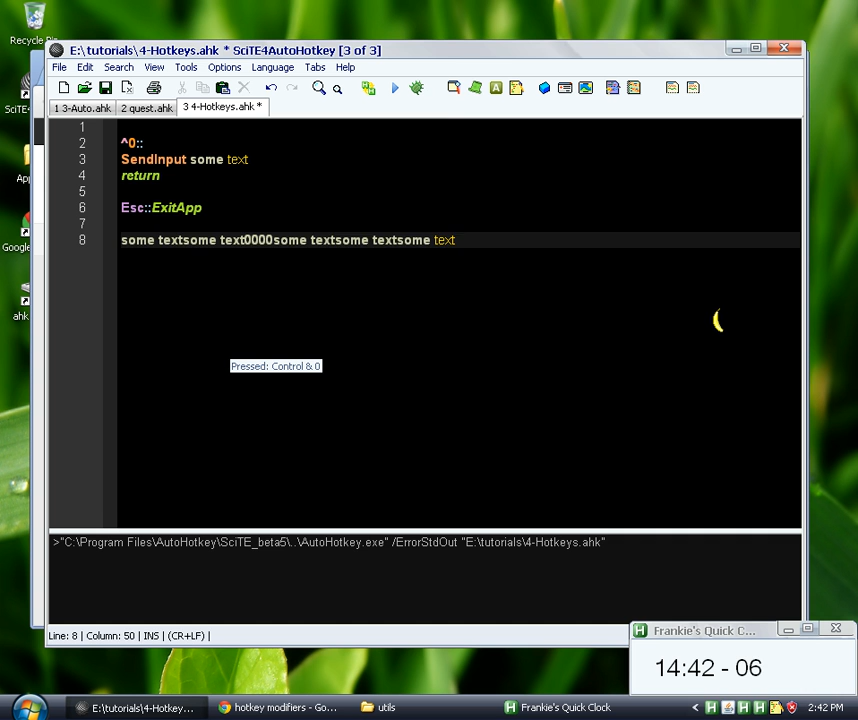 Recycle Bin
E:\tutorials\4-Hotkeys.ahk * SciTE4AutoHotkey [3 of 3]
File Edit Search View Tools Options Language Tabs Help
1 3-Auto.ahk 2 quest.ahk 3 4-Hotkeys.ahk *
1
2 ^0::
3 SendInput some text
4 return
5
6 Esc::ExitApp
7
8 some textsome text0000some textsome textsome text
SciTE4
App
Google
ahk
Pressed: Control & 0
>"C:\Program Files\AutoHotkey\SciTE_beta5\..\AutoHotkey.exe" /ErrorStdOut "E:\tutorials\4-Hotkeys.ahk"
Line: 8 | Column: 50 | INS | (CR+LF) |
Frankie's Quick C...
14:42 - 06
E:\tutorials\4-Hotkey... hotkey modifiers - Go... utils Frankie's Quick Clock < 2:42 PM